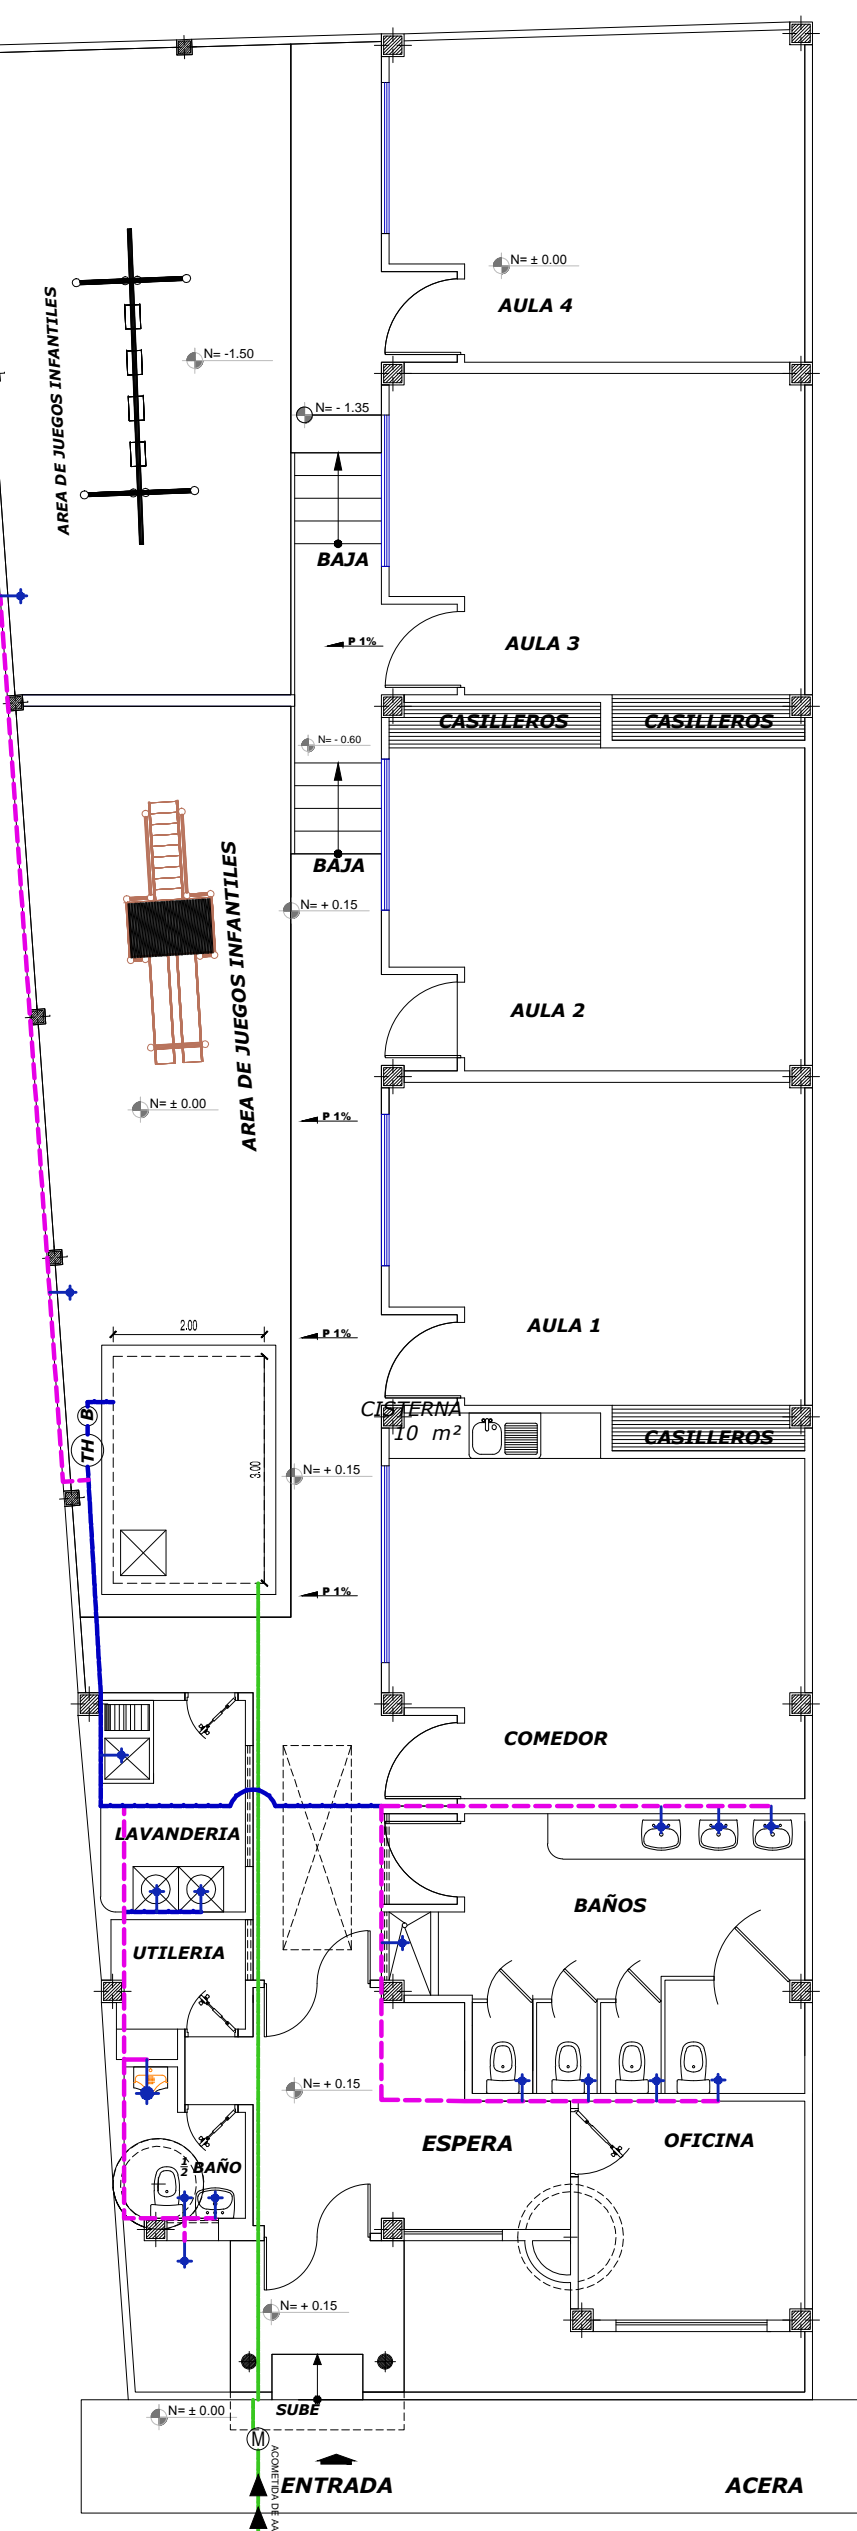 N= ± 0.00
AULA 4
AREA DE JUEGOS INFANTILES
N= -1.50
N= - 1.35
BAJA
P 1%
AULA 3
CASILLEROS
CASILLEROS
N= - 0.60
BAJA
N= + 0.15
AREA DE JUEGOS INFANTILES
AULA 2
N= ± 0.00
P 1%
2.00
P 1%
AULA 1
B
TH
CISTERNA
10 m²
CASILLEROS
3.00
N= + 0.15
P 1%
COMEDOR
LAVANDERIA
BAÑOS
UTILERIA
N= + 0.15
ESPERA
OFICINA
½ BAÑO
N= + 0.15
SUBE
N= ± 0.00
M
ACOMETIDA DE AA
ENTRADA
ACERA